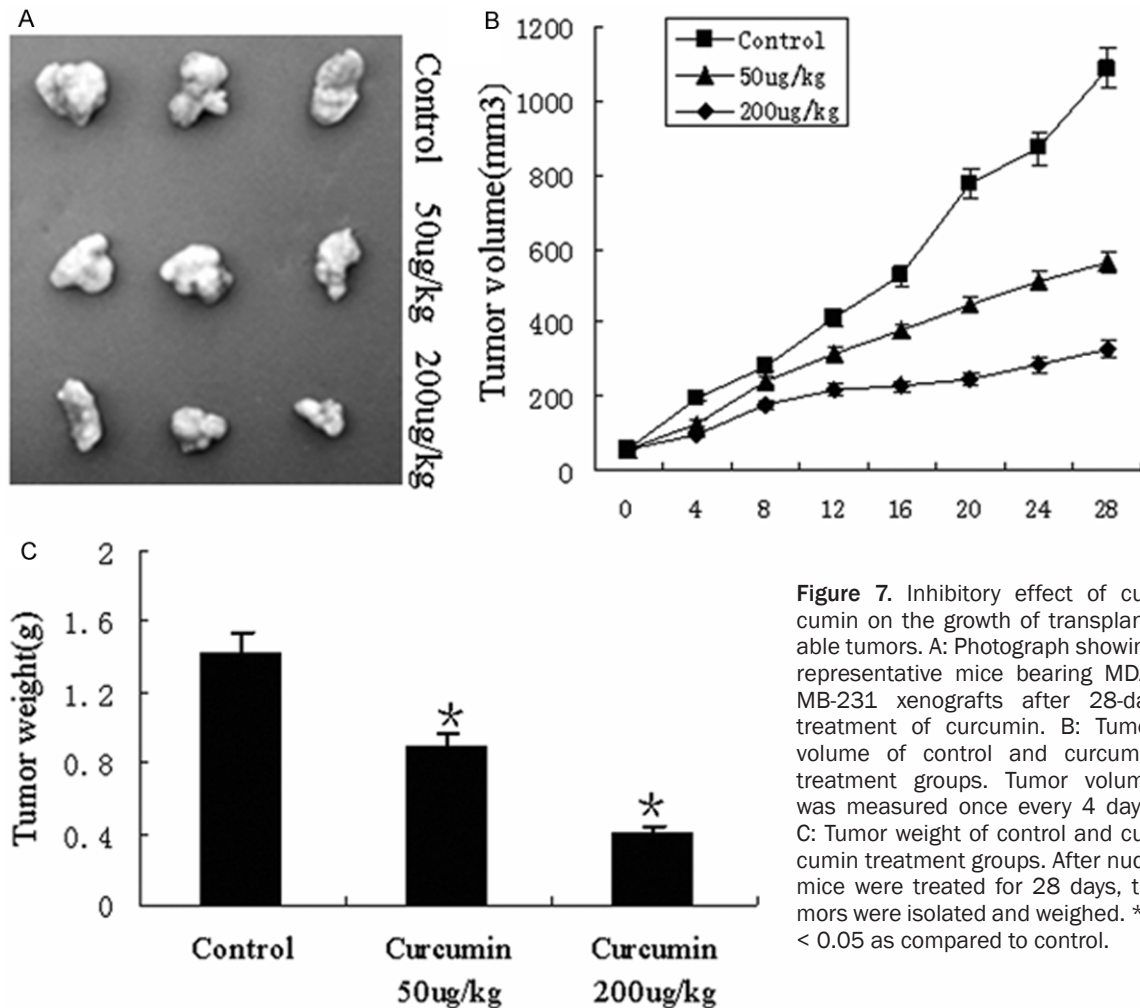 A
Control
50ug/kg
200ug/kg
B
Tumor volume(mm3)
1200
1000
800
600
400
200
0
0 4 8 12 16 20 24 28
Control
50ug/kg
200ug/kg
C
Tumor weight(g)
2
1.6
1.2
0.8
0.4
0
*
*
Control
Curcumin
50ug/kg
Curcumin
200ug/kg
Figure 7. Inhibitory effect of cu
cumin on the growth of transplan
able tumors. A: Photograph showin
representative mice bearing MD
MB-231 xenografts after 28-da
treatment of curcumin. B: Tumo
volume of control and curcum
treatment groups. Tumor volum
was measured once every 4 day
C: Tumor weight of control and cu
cumin treatment groups. After nud
mice were treated for 28 days, t
mors were isolated and weighed. *
< 0.05 as compared to control.